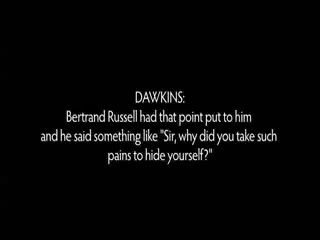 DAWKINS:
Bertrand Russell had that point put to him
and he said something like "Sir, why did you take such
pains to hide yourself?"